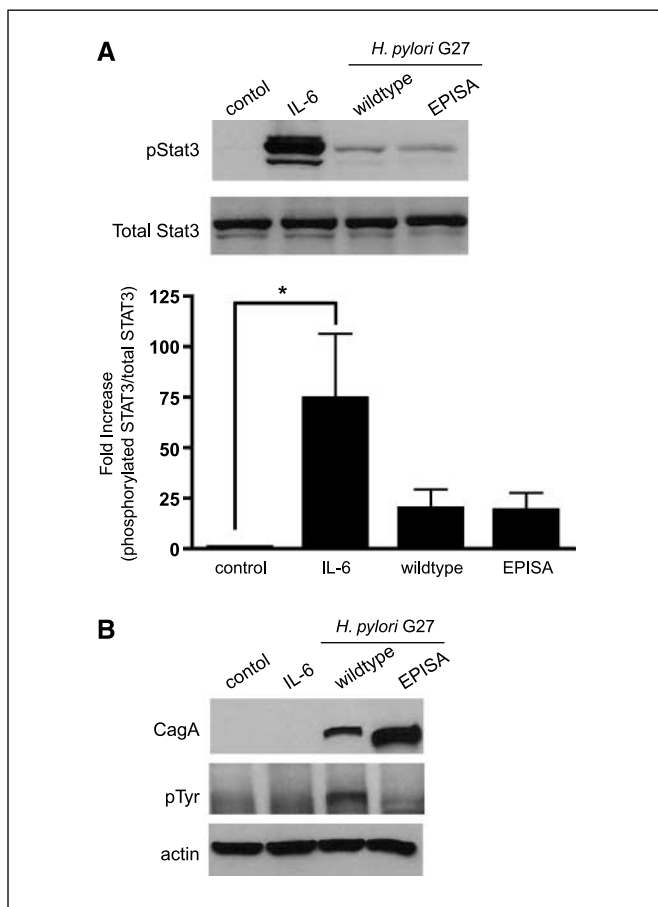 A
H. pylori G27
contol
IL-6
wildtype
EPISA
pStat3
Total Stat3
*
Fold Increase
(phosphorylated STAT3/total STAT3)
125
100
75
50
25
0
control
IL-6
wildtype
EPISA
B
H. pylori G27
contol
IL-6
wildtype
EPISA
CagA
pTyr
actin